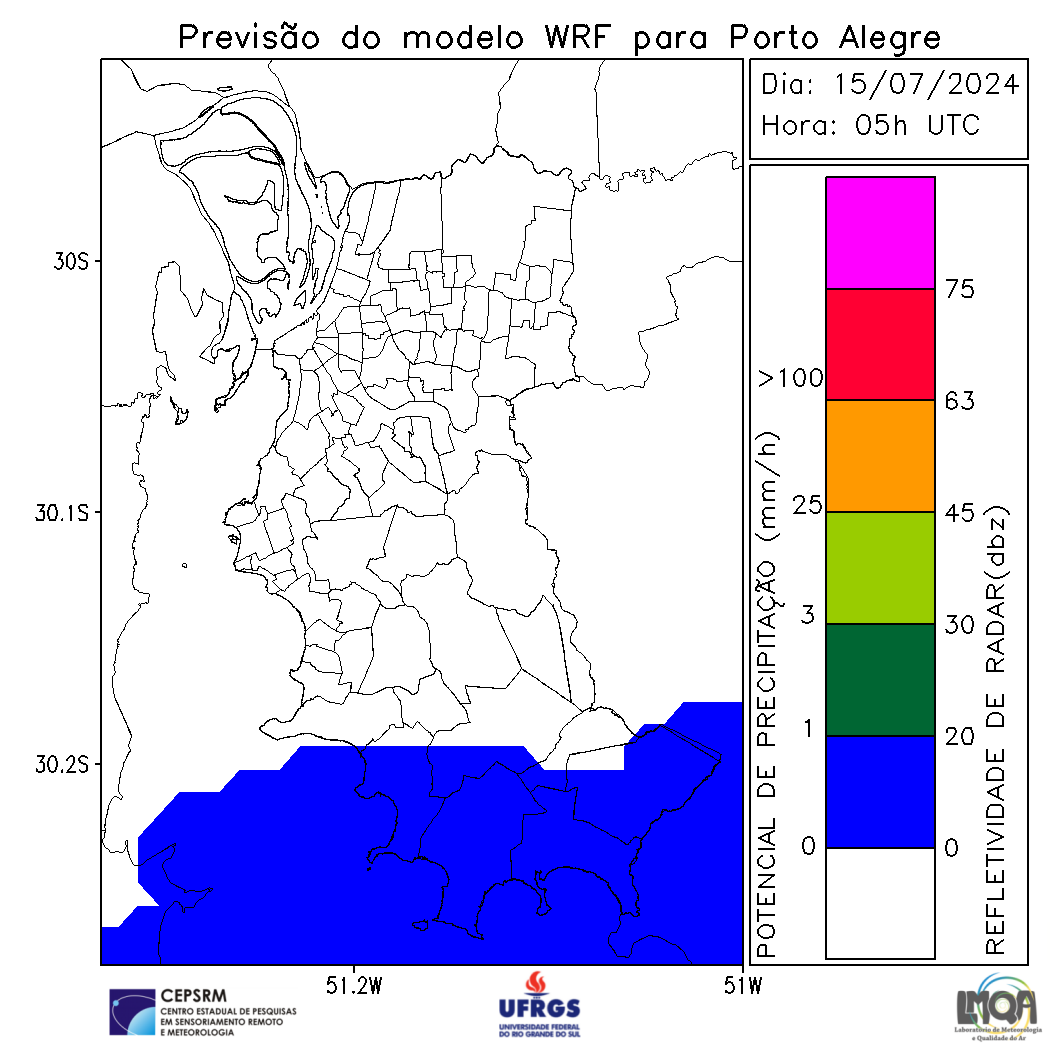 Previsão do modelo WRF para Porto Alegre
Dia: 15/07/2024
Hora: 05h UTC
30S
30.1S
30.2S
51.2W
51W
POTENCIAL DE PRECIPITAÇÃO (mm/h)
>100
25
3
1
0
75
63
45
30
20
0
REFLETIVIDADE DE RADAR(dbz)
CEPSRM
CENTRO ESTADUAL DE PESQUISAS
EM SENSORIAMENTO REMOTO
E METEOROLOGIA
UFRGS
UNIVERSIDADE FEDERAL
DO RIO GRANDE DO SUL
LMQA
Laboratório de Meteorologia
e Qualidade do Ar